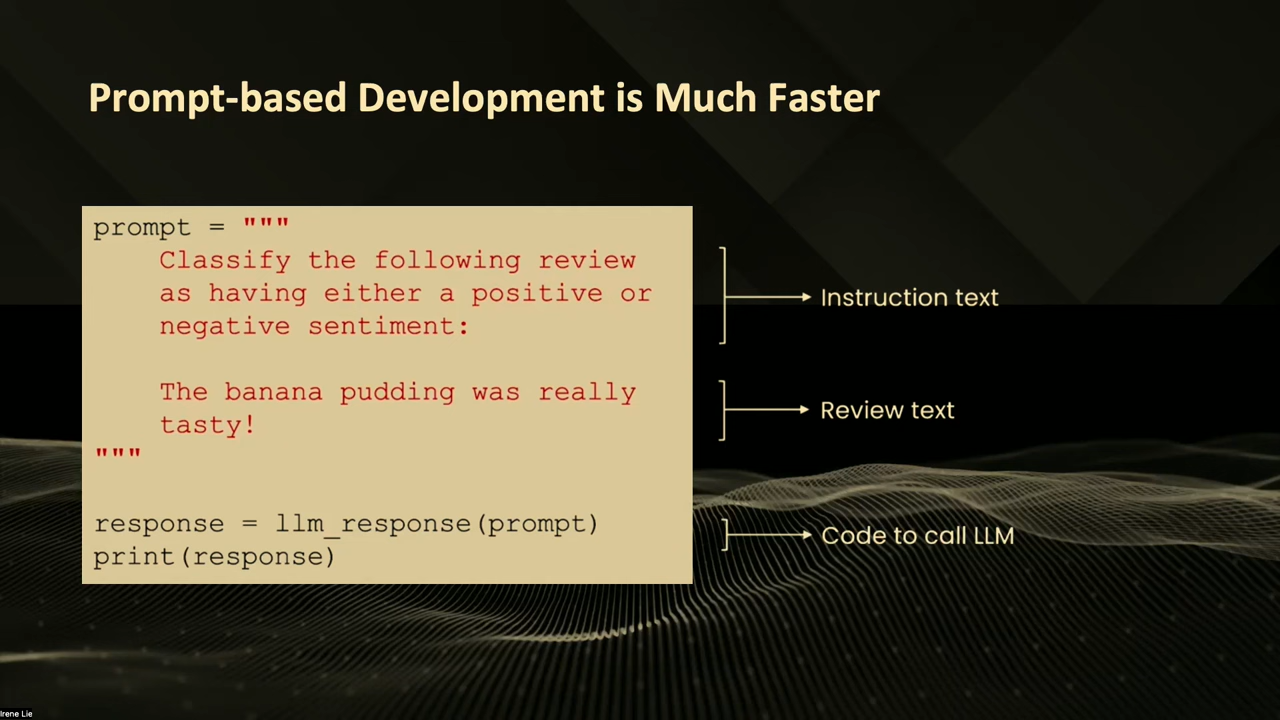 Prompt-based Development is Much Faster
prompt = """
Classify the following review
as having either a positive or
negative sentiment:
The banana pudding was really
tasty!
"""
response = llm_response(prompt)
print(response)
Instruction text
Review text
Code to call LLM
Irene Lie